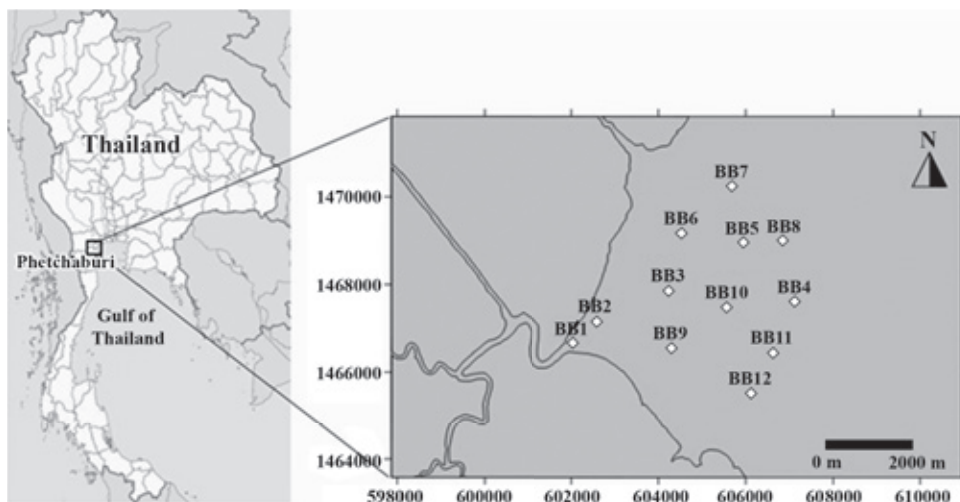 Thailand
Phetchaburi
Gulf of
Thailand
N
BB7
BB6
BB5
BB8
BB3
BB10
BB4
BB2
BB1
BB9
BB11
BB12
0 m
2000 m
1470000
1468000
1466000
1464000
598000
600000
602000
604000
606000
608000
610000